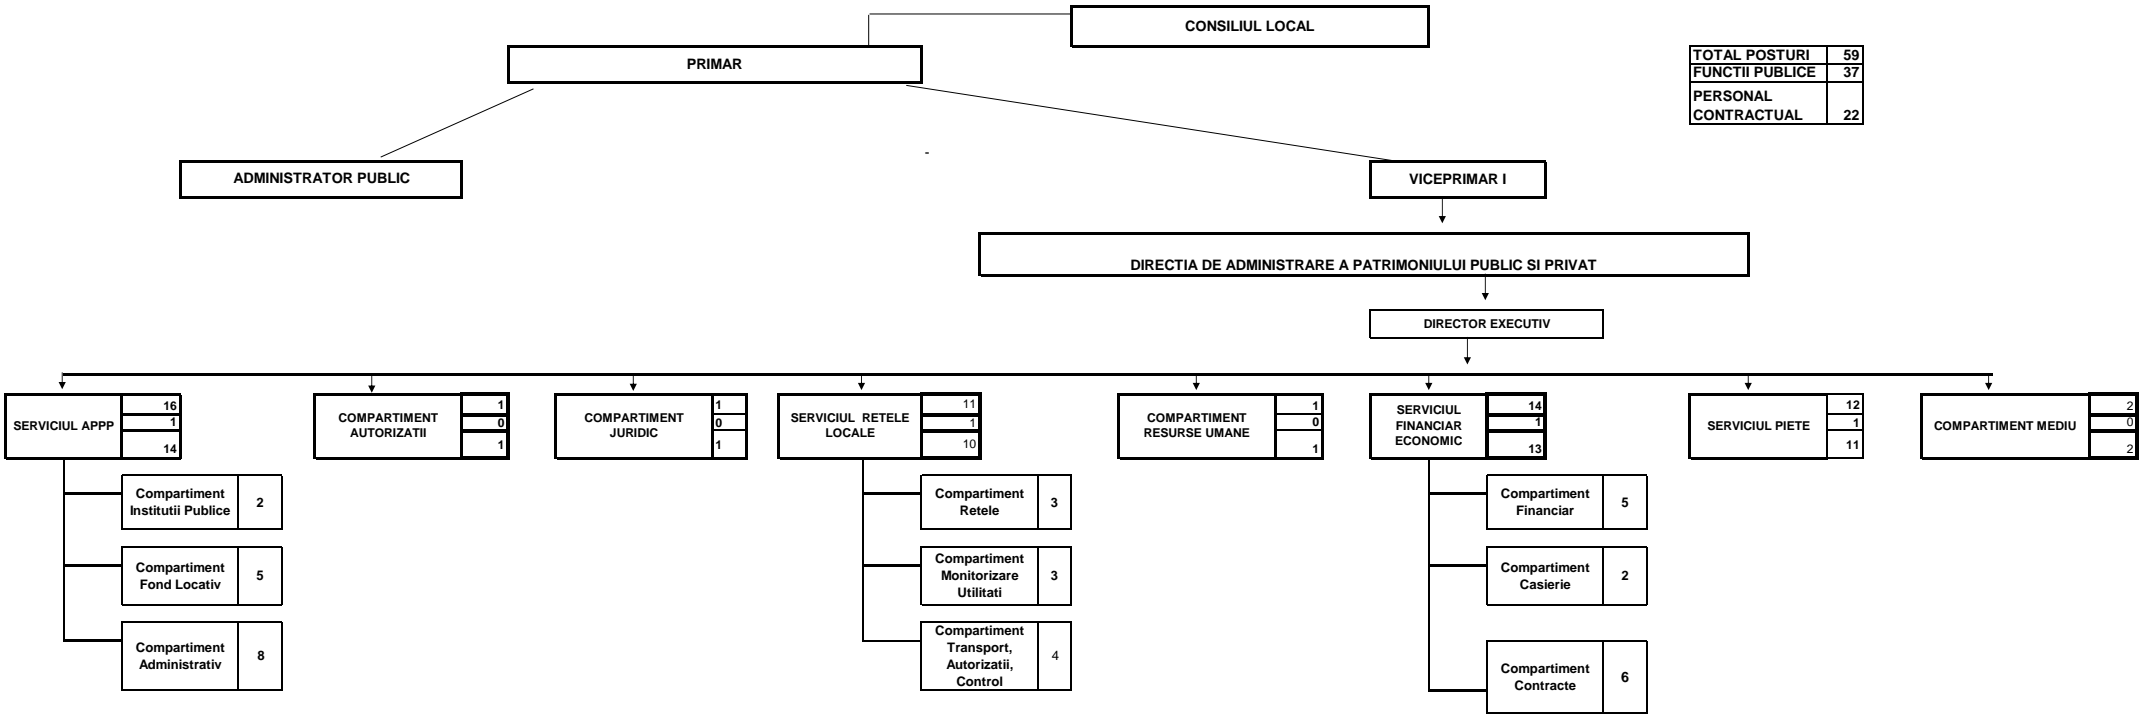 CONSILIUL LOCAL
PRIMAR
TOTAL POSTURI 59
FUNCTII PUBLICE 37
PERSONAL
CONTRACTUAL 22
-
ADMINISTRATOR PUBLIC
VICEPRIMAR I
DIRECTIA DE ADMINISTRARE A PATRIMONIULUI PUBLIC SI PRIVAT
DIRECTOR EXECUTIV
SERVICIUL APPP
16
1
14
COMPARTIMENT
AUTORIZATII
1
0
1
COMPARTIMENT
JURIDIC
1
0
1
SERVICIUL RETELE
LOCALE
11
1
10
COMPARTIMENT
RESURSE UMANE
1
0
1
SERVICIUL
FINANCIAR
ECONOMIC
14
1
13
SERVICIUL PIETE
12
1
11
COMPARTIMENT MEDIU
2
0
2
Compartiment
Institutii Publice
2
Compartiment
Fond Locativ
5
Compartiment
Administrativ
8
Compartiment
Retele
3
Compartiment
Monitorizare
Utilitati
3
Compartiment
Transport,
Autorizatii,
Control
4
Compartiment
Financiar
5
Compartiment
Casierie
2
Compartiment
Contracte
6